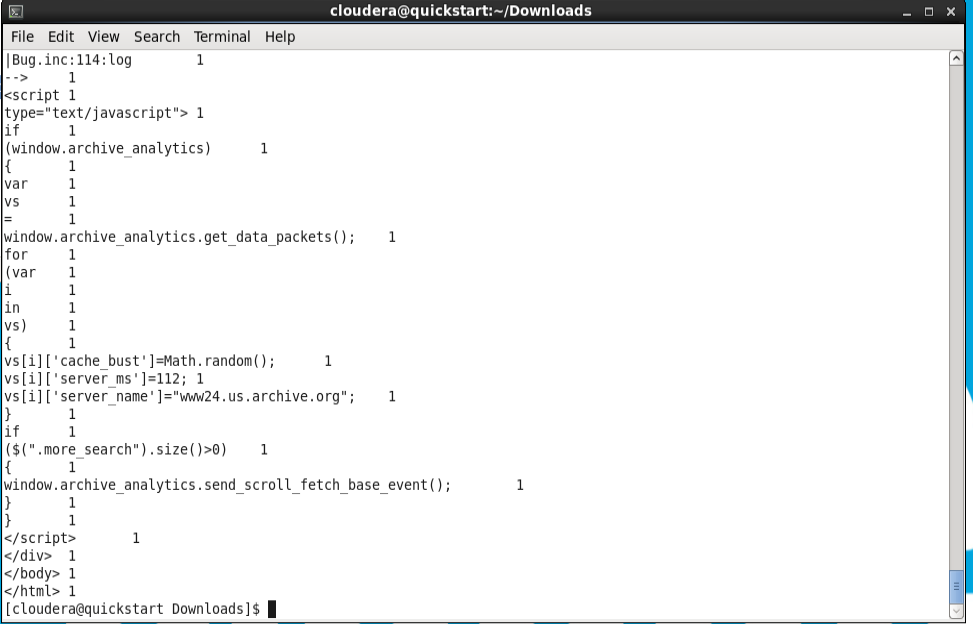 cloudera@quickstart:~/Downloads
File Edit View Search Terminal Help
|Bug.inc:114:log 1
--> 1
<script 1
type="text/javascript"> 1
if 1
(window.archive_analytics) 1
{ 1
var 1
vs 1
= 1
window.archive_analytics.get_data_packets(); 1
for 1
(var 1
i 1
in 1
vs) 1
{ 1
vs[i]['cache_bust']=Math.random(); 1
vs[i]['server_ms']=112; 1
vs[i]['server_name']="www24.us.archive.org"; 1
} 1
if 1
($(".more_search").size()>0) 1
{ 1
window.archive_analytics.send_scroll_fetch_base_event(); 1
} 1
} 1
</script> 1
</div> 1
</body> 1
</html> 1
[cloudera@quickstart Downloads]$